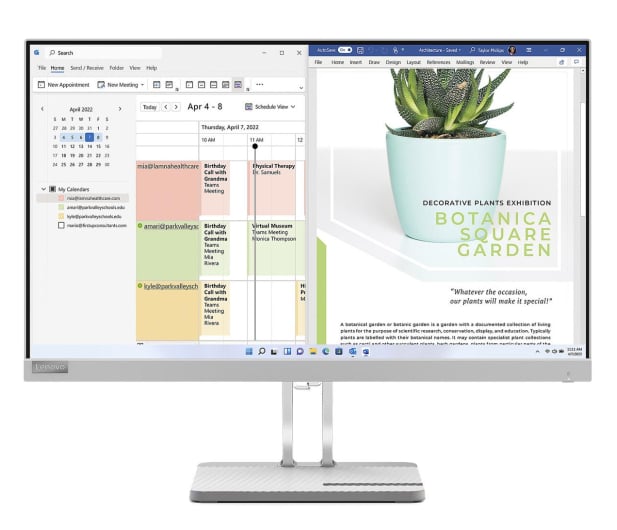 Search
File Home Send / Receive Folder View Help
New Appointment New Meeting
April 2022
S M T W T F S
27 28 29 30 31 1 2
3 4 5 6 7 8 9
10 11 12 13 14 15 16
17 18 19 20 21 22 23
24 25 26 27 28 29 30
My Calendars
mia@lamnahealthcare.com
amari@parkvalleyschools.edu
kyle@parkvalleyschools.edu
maria@firstupconsultants.com
Today Apr 4 - 8 Schedule View
Thursday, April 7, 2022
10 AM 11 AM 12
mia@lamnahealthcare
Birthday
Call with
Grandma
Teams
Meeting
Physical Therapy
Dr. Samuels
amari@parkvalleysc
Birthday
Call with
Grandma
Teams
Meeting
Mia
Rivera
Virtual Museum
Teams Meeting
Monica Thompson
kyle@parkvalleysch
Birthday
Call with
Grandma
Teams
Meeting
Mia
Rivera
AutoSave On Architecture - Saved Taylor Philips
File Home Insert Draw Design Layout References Mailings Review View Help
DECORATIVE PLANTS EXHIBITION
BOTANICA
SQUARE
GARDEN
"Whatever the occasion,
our plants will make it special!"
A botanical garden or botanic garden is a garden with a documented collection of living
plants for the purpose of scientific research, conservation, display, and education. Typically
plants are labelled with their botanical names. It may contain specialist plant collections
11:11 AM
4/7/2022
Lenovo